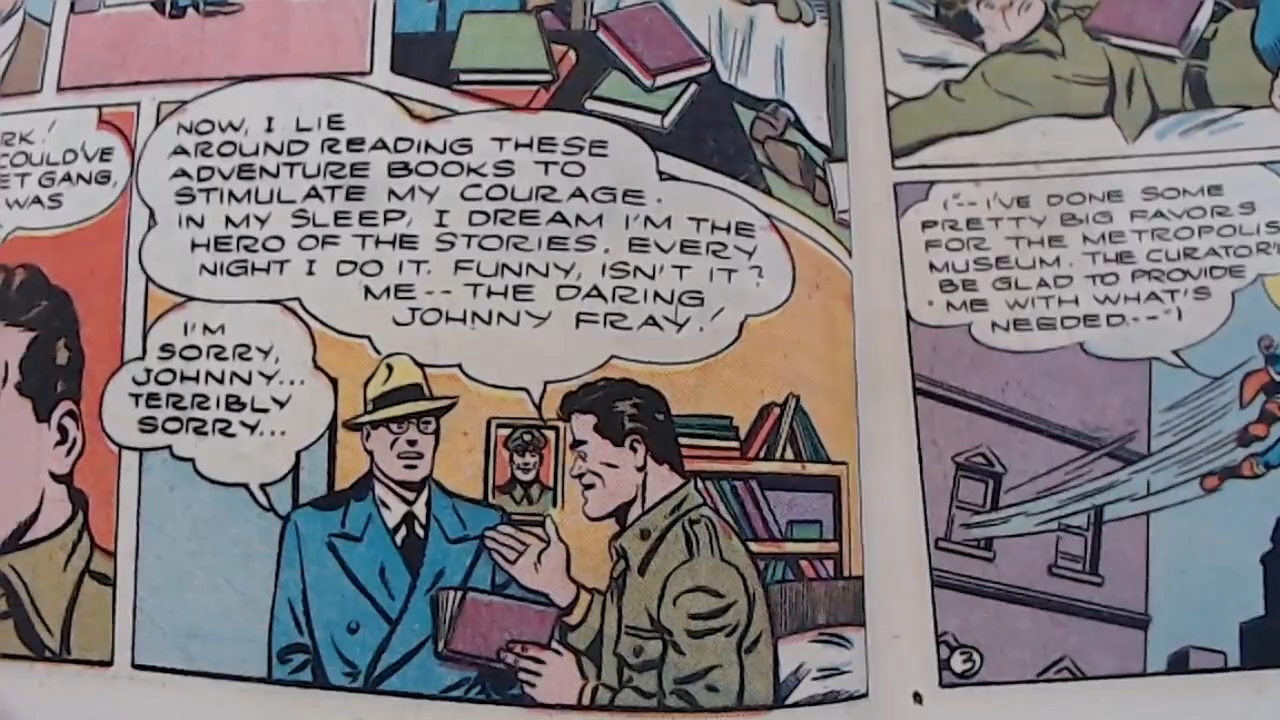 RK!
COULD'VE
ET GANG,
WAS
NOW, I LIE
AROUND READING THESE
ADVENTURE BOOKS TO
STIMULATE MY COURAGE.
IN MY SLEEP, I DREAM I'M THE
HERO OF THE STORIES. EVERY
NIGHT I DO IT. FUNNY, ISN'T IT?
ME -- THE DARING
JOHNNY FRAY!
I'M
SORRY,
JOHNNY...
TERRIBLY
SORRY...
("-- I'VE DONE SOME
PRETTY BIG FAVORS
FOR THE METROPOLIS
MUSEUM. THE CURATOR'
BE GLAD TO PROVIDE
ME WITH WHAT'S
NEEDED.--")
3